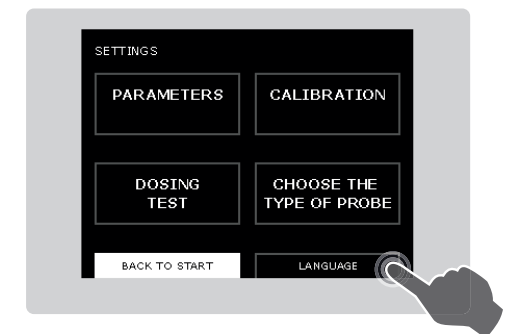 SETTINGS
PARAMETERS
CALIBRATION
DOSING
TEST
CHOOSE THE
TYPE OF PROBE
BACK TO START
LANGUAGE